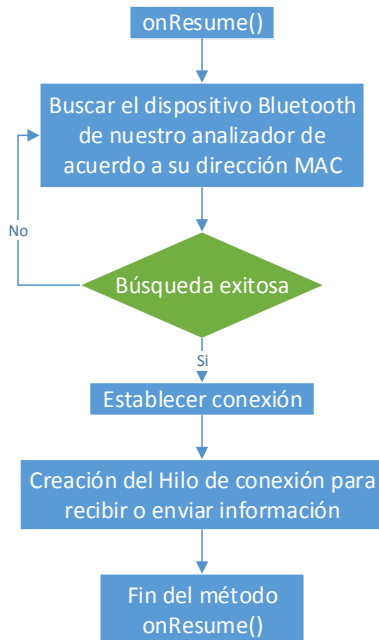 onResume()
Buscar el dispositivo Bluetooth
de nuestro analizador de
acuerdo a su dirección MAC
No
Búsqueda exitosa
Si
Establecer conexión
Creación del Hilo de conexión para
recibir o enviar información
Fin del método
onResume()